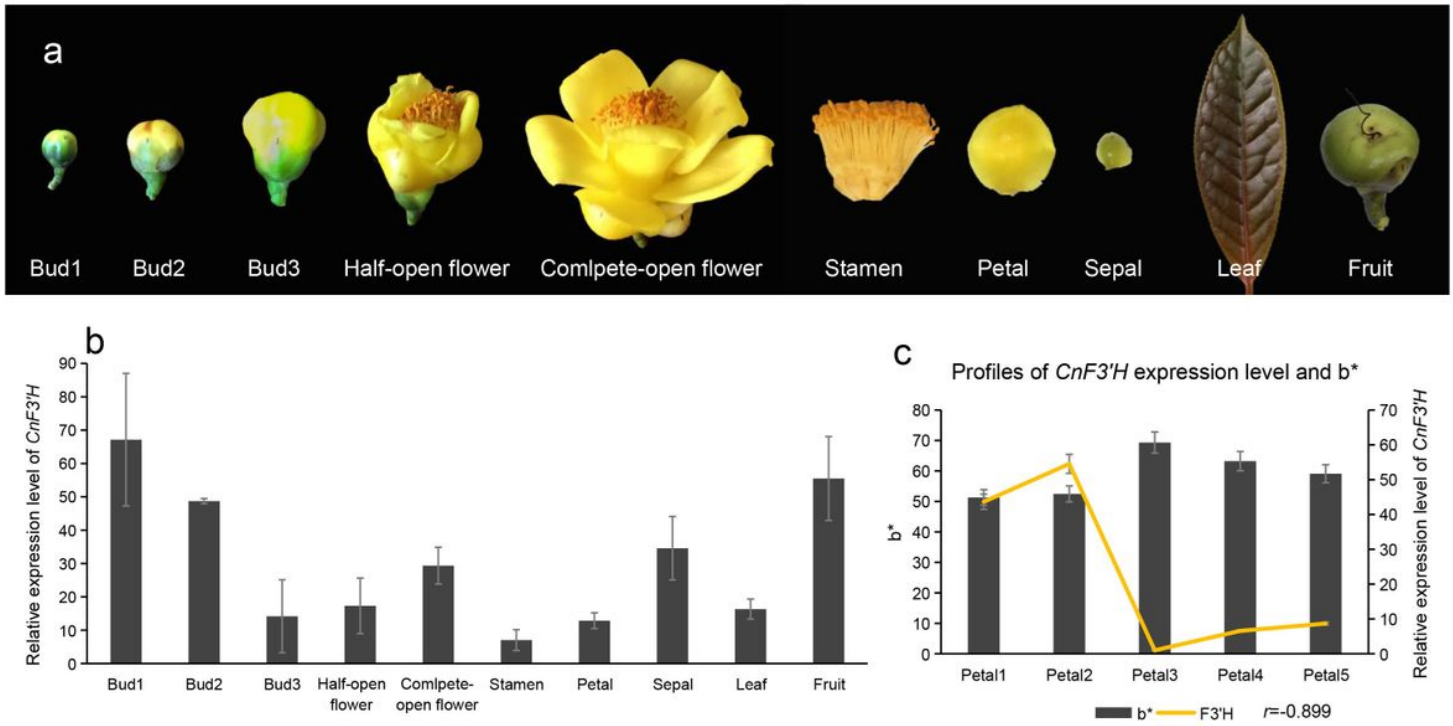 a
Bud1 Bud2 Bud3 Half-open flower Comlpete-open flower Stamen Petal Sepal Leaf Fruit
b
Relative expression level of CnF3'H
90
80
70
60
50
40
30
20
10
0
Bud1 Bud2 Bud3 Half-open flower Comlpete-open flower Stamen Petal Sepal Leaf Fruit
c
Profiles of CnF3'H expression level and b*
b*
80
70
60
50
40
30
20
10
0
Relative expression level of CnF3'H
70
60
50
40
30
20
10
0
Petal1 Petal2 Petal3 Petal4 Petal5
b* F3'H r=-0.899